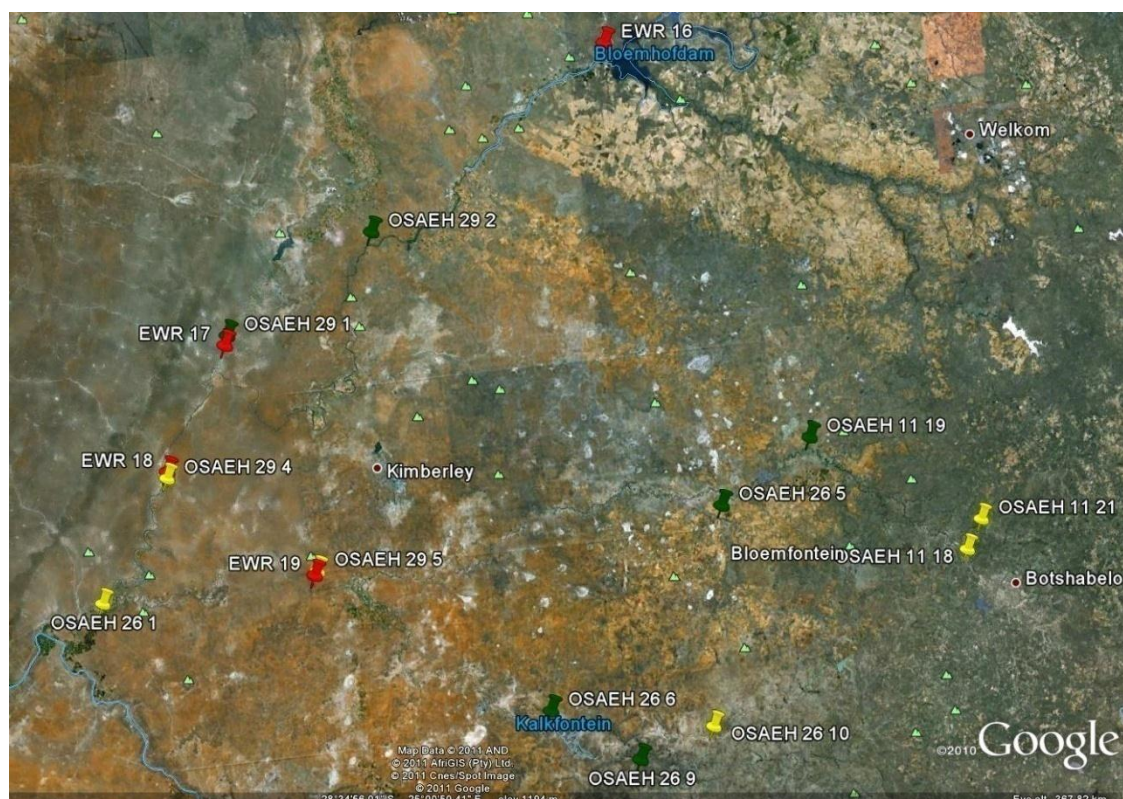 EWR 16
Bloemhofdam
Welkom
OSAEH 29 2
EWR 17
OSAEH 29 1
OSAEH 11 19
EWR 18
OSAEH 29 4
Kimberley
OSAEH 26 5
OSAEH 11 21
Bloemfontein
SAEH 11 18
EWR 19
OSAEH 29 5
Botshabelo
OSAEH 26 1
OSAEH 26 6
Kalkfontein
OSAEH 26 10
OSAEH 26 9
Map Data © 2011 AND
© 2011 AfriGIS (Pty) Ltd.
© 2011 Cnes/Spot Image
© 2011 Google
©2010 Google